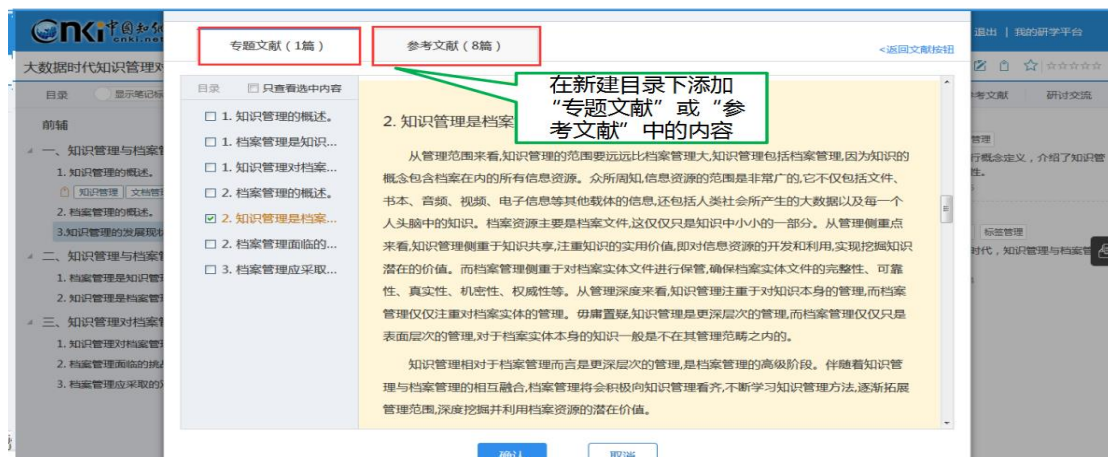 cnki 中国知
cnki.net
退出 | 我的研学平台
大数据时代知识管理对
专题文献（1篇）
参考文献（8篇）
<返回文献按钮
在新建目录下添加
“专题文献”或“参
考文献”中的内容
目录
显示笔记标
前辅
一、知识管理与档案管
1. 知识管理的概述。
知识管理
文档管
2. 档案管理的概述。
3.知识管理的发展现状
二、知识管理与档案管
1. 档案管理是知识管
2. 知识管理是档案管
三、知识管理对档案管
1. 知识管理对档案管
2. 档案管理面临的挑
3. 档案管理应采取的
目录
只查看选中内容
1. 知识管理的概述。
1. 档案管理是知识...
1. 知识管理对档案...
2. 档案管理的概述。
2. 知识管理是档案...
2. 档案管理面临的...
3. 档案管理应采取...
2. 知识管理是档案
从管理范围来看,知识管理的范围要远远比档案管理大,知识管理包括档案管理,因为知识的
概念包含档案在内的所有信息资源。众所周知,信息资源的范围是非常广的,它不仅包括文件、
书本、音频、视频、电子信息等其他载体的信息,还包括人类社会所产生的大数据以及每一个
人头脑中的知识。档案资源主要是档案文件,这仅仅只是知识中小小的一部分。从管理侧重点
来看,知识管理侧重于知识共享,注重知识的实用价值,即对信息资源的开发和利用,实现挖掘知识
潜在的价值。而档案管理侧重于对档案实体文件进行保管,确保档案实体文件的完整性、可靠
性、真实性、机密性、权威性等。从管理深度来看,知识管理注重于对知识本身的管理,而档案
管理仅仅注重对档案实体的管理。毋庸置疑,知识管理是更深层次的管理,而档案管理仅仅只是
表面层次的管理,对于档案实体本身的知识一般是不在其管理范畴之内的。
知识管理相对于档案管理而言是更深层次的管理,是档案管理的高级阶段。伴随着知识管
理与档案管理的相互融合,档案管理将会积极向知识管理看齐,不断学习知识管理方法,逐渐拓展
管理范围,深度挖掘并利用档案资源的潜在价值。
考文献
研讨交流
管理
行概念定义，介绍了知识管
性。
标签管理
时代，知识管理与档案管
确认
取消